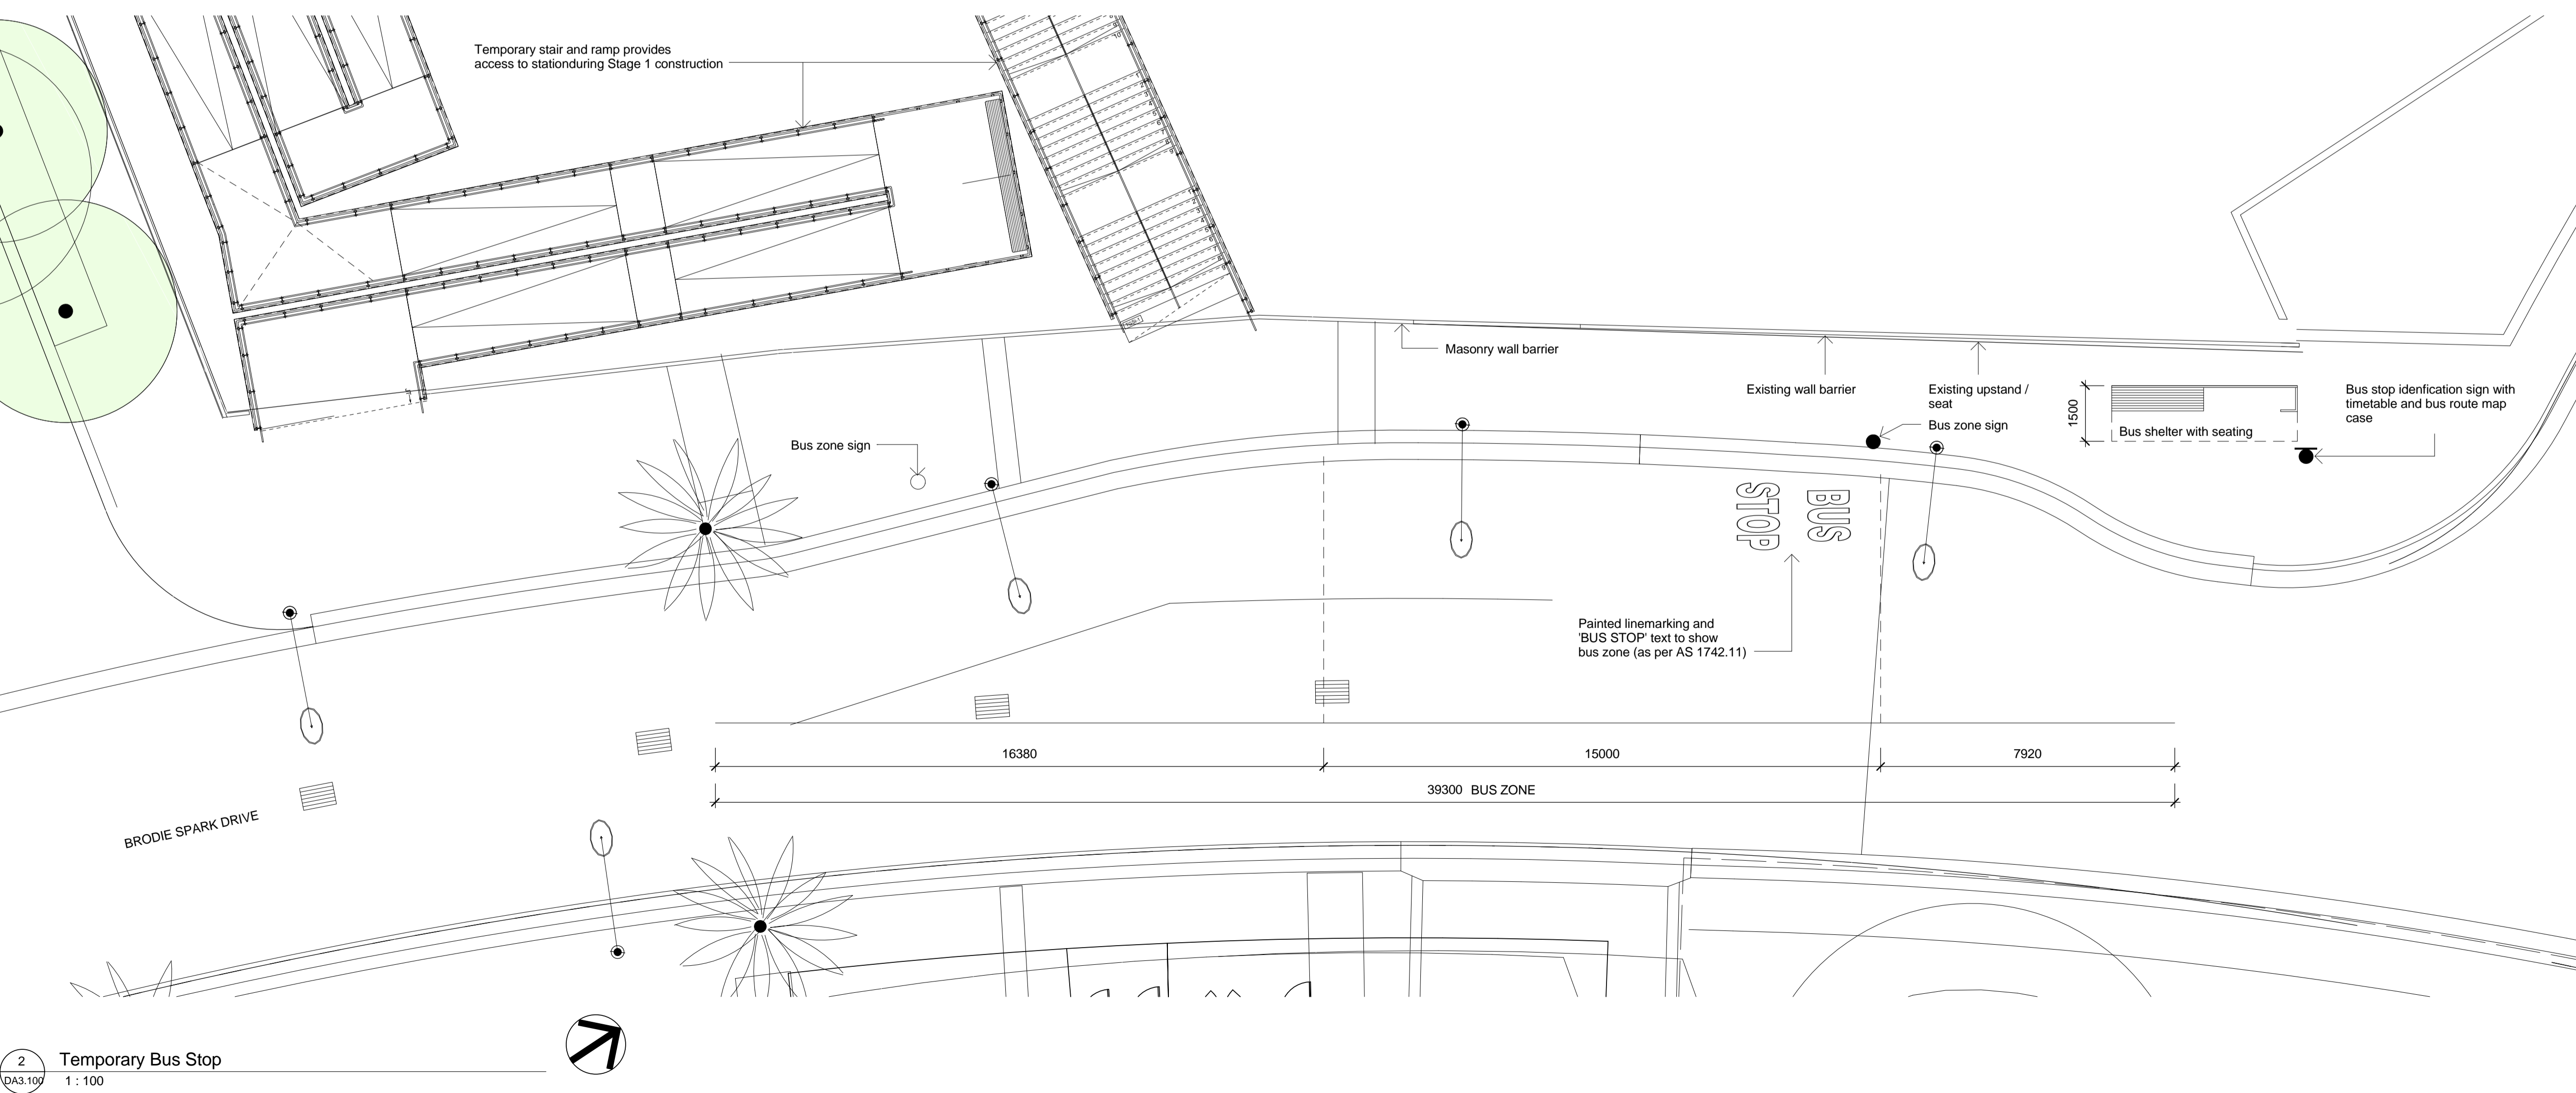 Temporary stair and ramp provides
access to stationduring Stage 1 construction
Masonry wall barrier
Existing wall barrier
Existing upstand /
seat
Bus zone sign
1500
Bus shelter with seating
Bus stop idenfication sign with
timetable and bus route map
case
Bus zone sign
BUS
STOP
Painted linemarking and
'BUS STOP' text to show
bus zone (as per AS 1742.11)
16380
15000
7920
39300 BUS ZONE
BRODIE SPARK DRIVE
2
DA3.100
Temporary Bus Stop
1 : 100